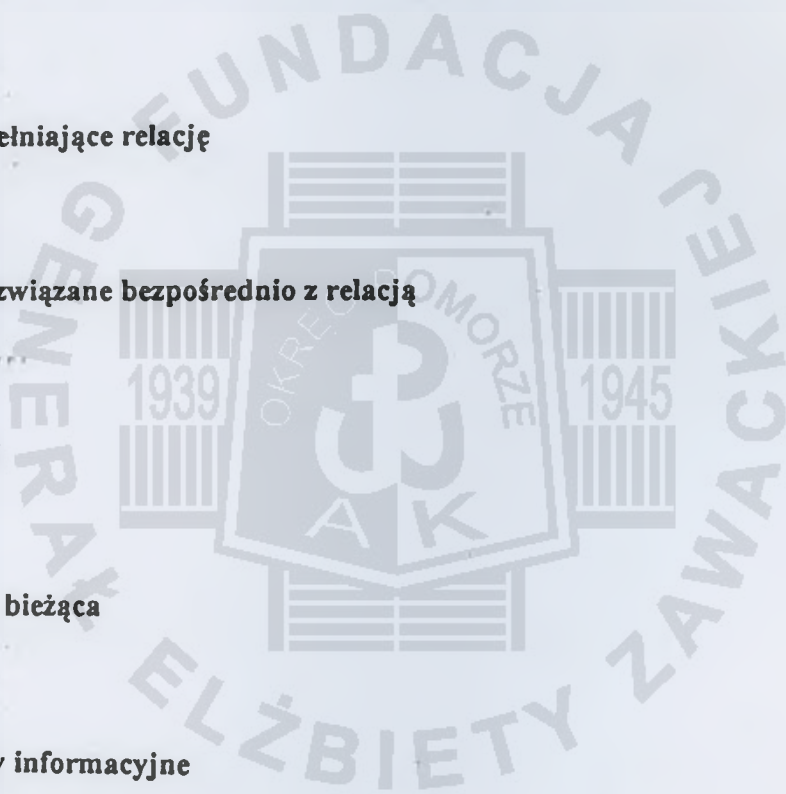 FUNDACJA
GENERAŁ ELŻBIETY ZAWACKIEJ
ełniające relację
związane bezpośrednio z relacją
OKRĘG POMORZE
1939
1945
AK
bieżąca
informacyjne